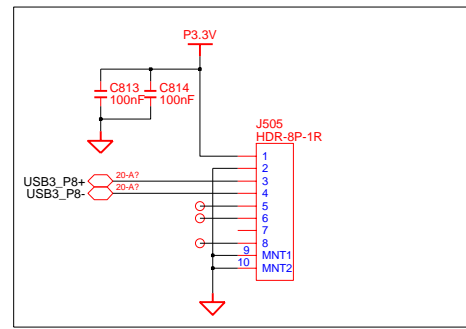 P3.3V
C813
100nF
C814
100nF
J505
HDR-8P-1R
1
2
USB3_P8+
20-A?
3
USB3_P8-
20-A?
4
5
6
7
8
9
MNT1
10
MNT2